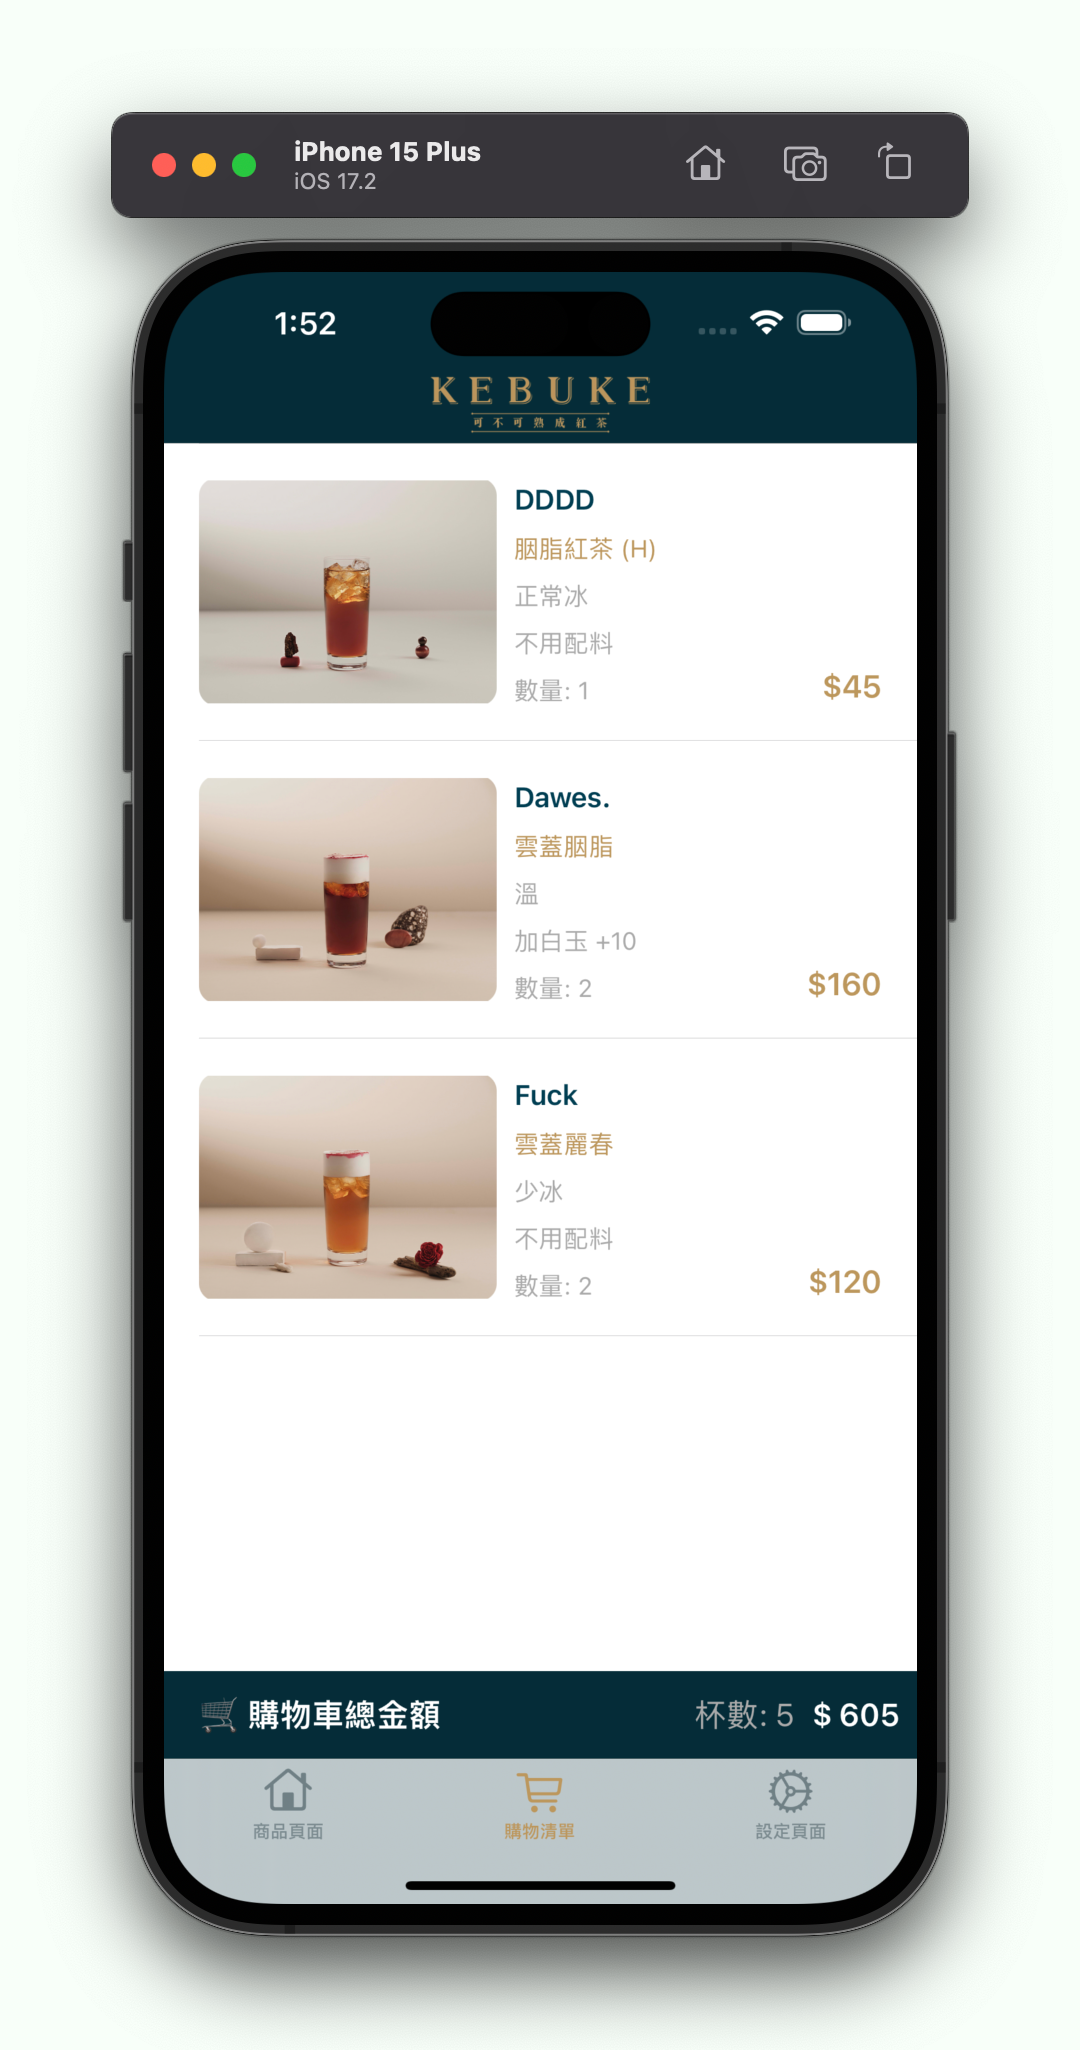 iPhone 15 Plus
iOS 17.2
1:52
KEBUKE
可不可熟成紅茶
DDDD
胭脂紅茶 (H)
正常冰
不用配料
數量: 1
$45
Dawes.
雲蓋胭脂
溫
加白玉 +10
數量: 2
$160
Fuck
雲蓋麗春
少冰
不用配料
數量: 2
$120
購物車總金額 杯數: 5 $ 605
商品頁面 購物清單 設定頁面